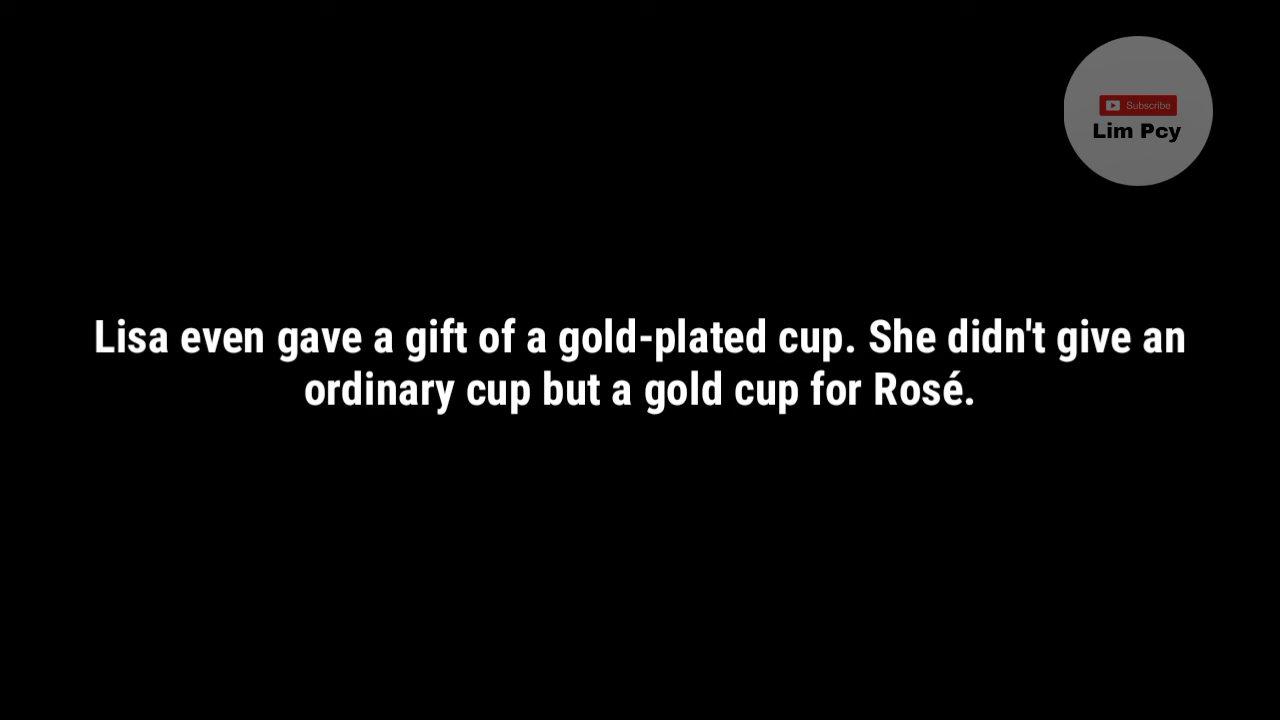 Subscribe
Lim Pcy
Lisa even gave a gift of a gold-plated cup. She didn't give an
ordinary cup but a gold cup for Rosé.